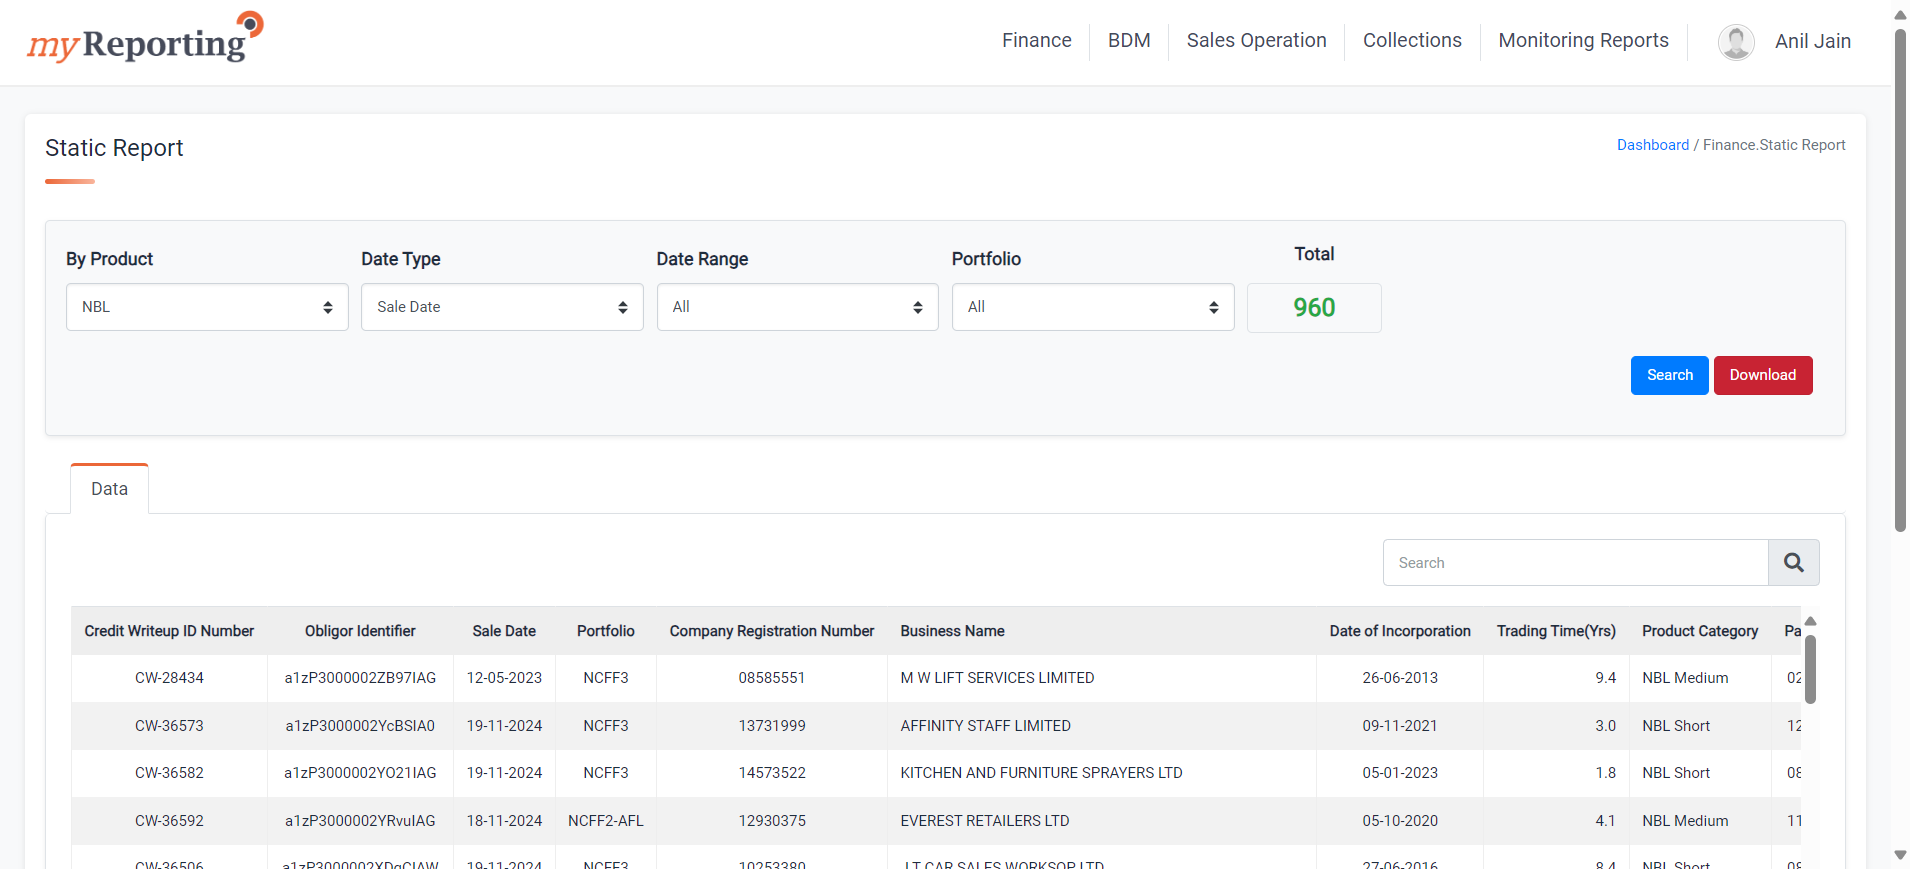 myReporting
Finance BDM Sales Operation Collections Monitoring Reports Anil Jain
Static Report
Dashboard / Finance.Static Report
By Product Date Type Date Range Portfolio Total
NBL Sale Date All All 960
Search Download
Data
Search
Credit Writeup ID Number Obligor Identifier Sale Date Portfolio Company Registration Number Business Name Date of Incorporation Trading Time(Yrs) Product Category Pa
CW-28434 a1zP3000002ZB97IAG 12-05-2023 NCFF3 08585551 M W LIFT SERVICES LIMITED 26-06-2013 9.4 NBL Medium 02
CW-36573 a1zP3000002YcBSIA0 19-11-2024 NCFF3 13731999 AFFINITY STAFF LIMITED 09-11-2021 3.0 NBL Short 12
CW-36582 a1zP3000002YO21IAG 19-11-2024 NCFF3 14573522 KITCHEN AND FURNITURE SPRAYERS LTD 05-01-2023 1.8 NBL Short 08
CW-36592 a1zP3000002YRvuIAG 18-11-2024 NCFF2-AFL 12930375 EVEREST RETAILERS LTD 05-10-2020 4.1 NBL Medium 11
CW-36506 19-11-2024 NCFF3 10253380 J.T CAR SALES WORKSOP LTD 27-06-2016 8.4 NBL Short 08